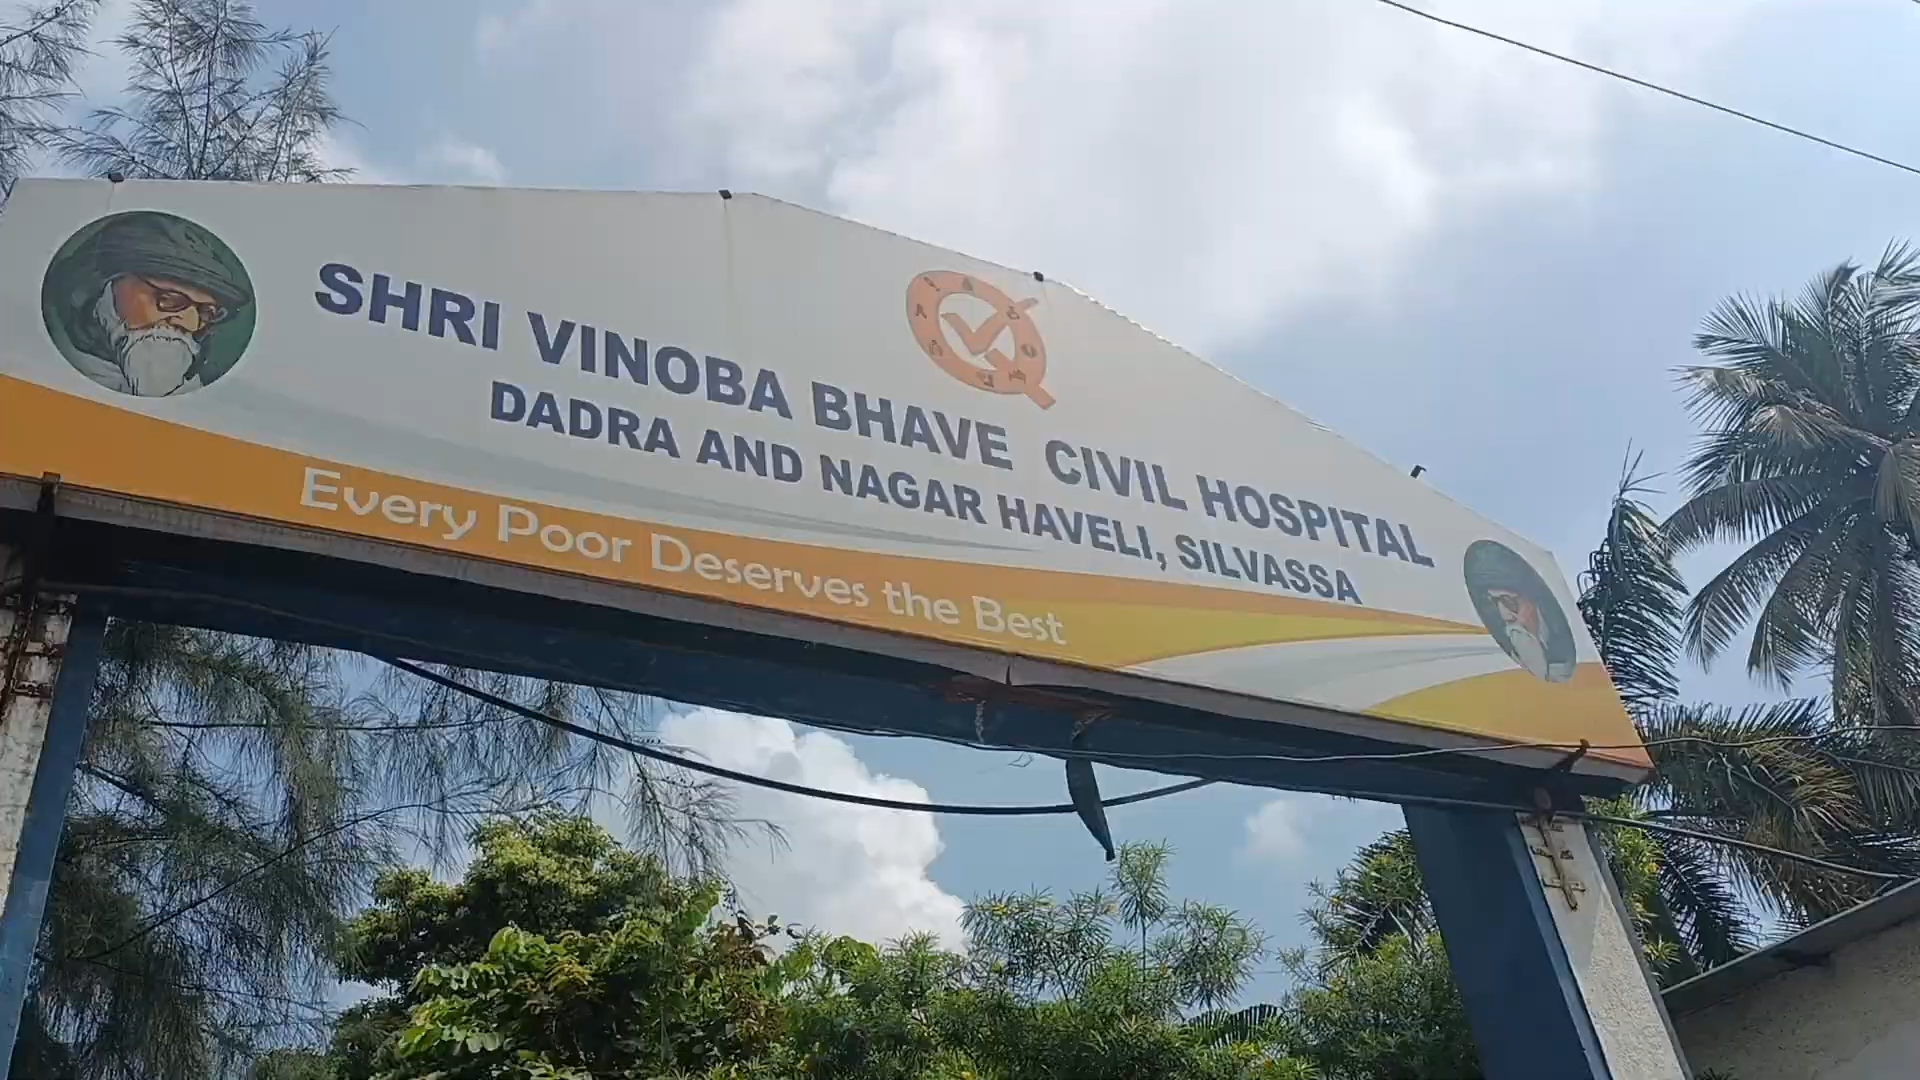 SHRI VINOBA BHAVE CIVIL HOSPITAL
DADRA AND NAGAR HAVELI, SILVASSA
Every Poor Deserves the Best